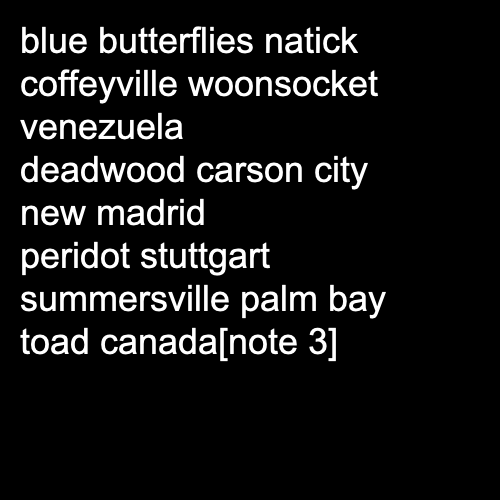 blue butterflies natick
coffeyville woonsocket
venezuela
deadwood carson city
new madrid
peridot stuttgart
summersville palm bay
toad canada[note 3]